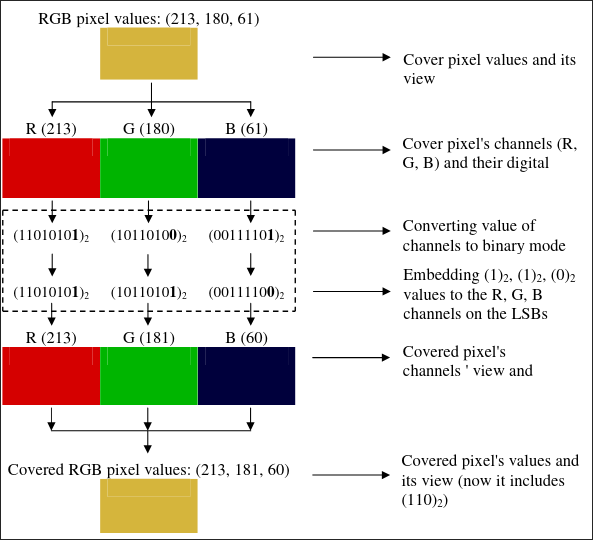 RGB pixel values: (213, 180, 61)
Cover pixel values and its
view
R (213) G (180) B (61)
Cover pixel's channels (R,
G, B) and their digital
(11010101)₂ (10110100)₂ (00111101)₂
Converting value of
channels to binary mode
(11010101)₂ (10110101)₂ (00111100)₂
Embedding (1)₂, (1)₂, (0)₂
values to the R, G, B
channels on the LSBs
R (213) G (181) B (60)
Covered pixel's
channels ' view and
Covered RGB pixel values: (213, 181, 60)
Covered pixel's values and
its view (now it includes
(110)₂)